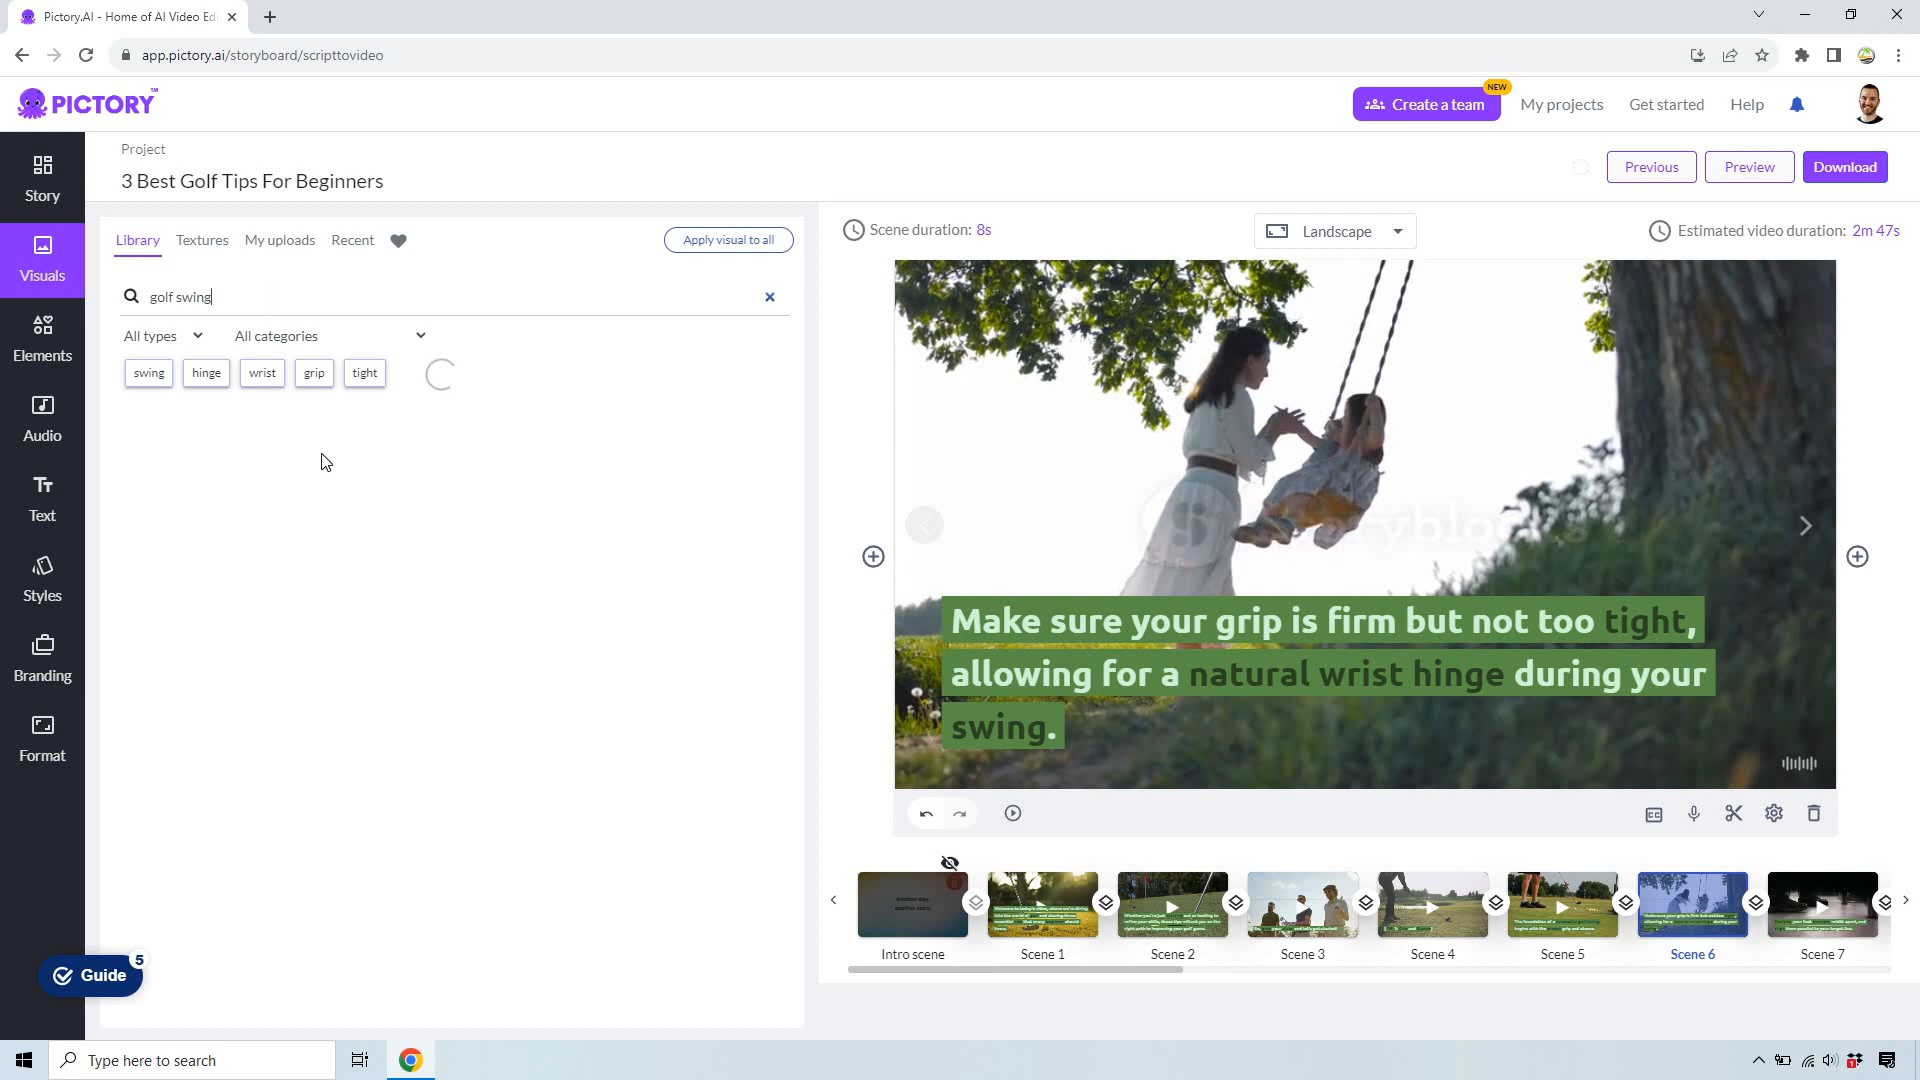 Pictory.AI - Home of AI Video Edi
app.pictory.ai/storyboard/scripttovideo
PICTORY
NEW
Create a team
My projects
Get started
Help
Project
3 Best Golf Tips For Beginners
Previous
Preview
Download
Story
Visuals
Elements
Audio
Text
Styles
Branding
Format
Library
Textures
My uploads
Recent
Apply visual to all
golf swing
All types
All categories
swing
hinge
wrist
grip
tight
Scene duration: 8s
Landscape
Estimated video duration: 2m 47s
Make sure your grip is firm but not too tight,
allowing for a natural wrist hinge during your
swing.
CC
Intro scene
Scene 1
Scene 2
Scene 3
Scene 4
Scene 5
Scene 6
Scene 7
Guide
5
Type here to search
1